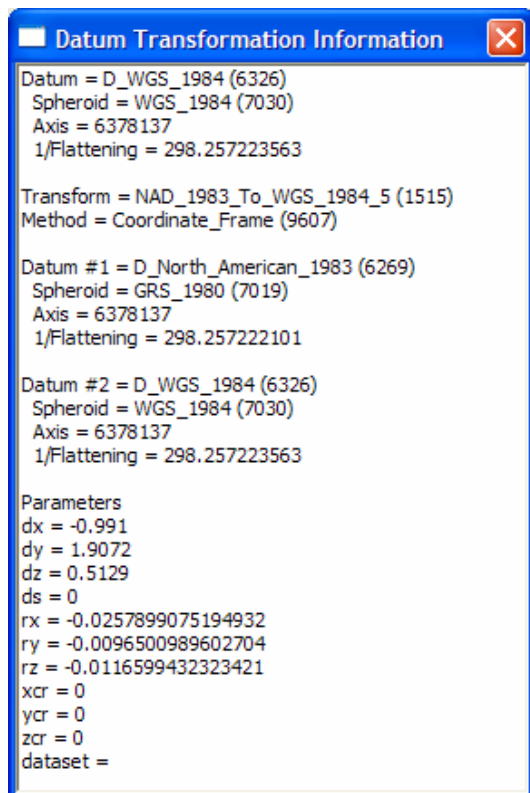 Datum Transformation Information
Datum = D_WGS_1984 (6326)
Spheroid = WGS_1984 (7030)
Axis = 6378137
1/Flattening = 298.257223563
Transform = NAD_1983_To_WGS_1984_5 (1515)
Method = Coordinate_Frame (9607)
Datum #1 = D_North_American_1983 (6269)
Spheroid = GRS_1980 (7019)
Axis = 6378137
1/Flattening = 298.257222101
Datum #2 = D_WGS_1984 (6326)
Spheroid = WGS_1984 (7030)
Axis = 6378137
1/Flattening = 298.257223563
Parameters
dx = -0.991
dy = 1.9072
dz = 0.5129
ds = 0
rx = -0.0257899075194932
ry = -0.0096500989602704
rz = -0.0116599432323421
xcr = 0
ycr = 0
zcr = 0
dataset =